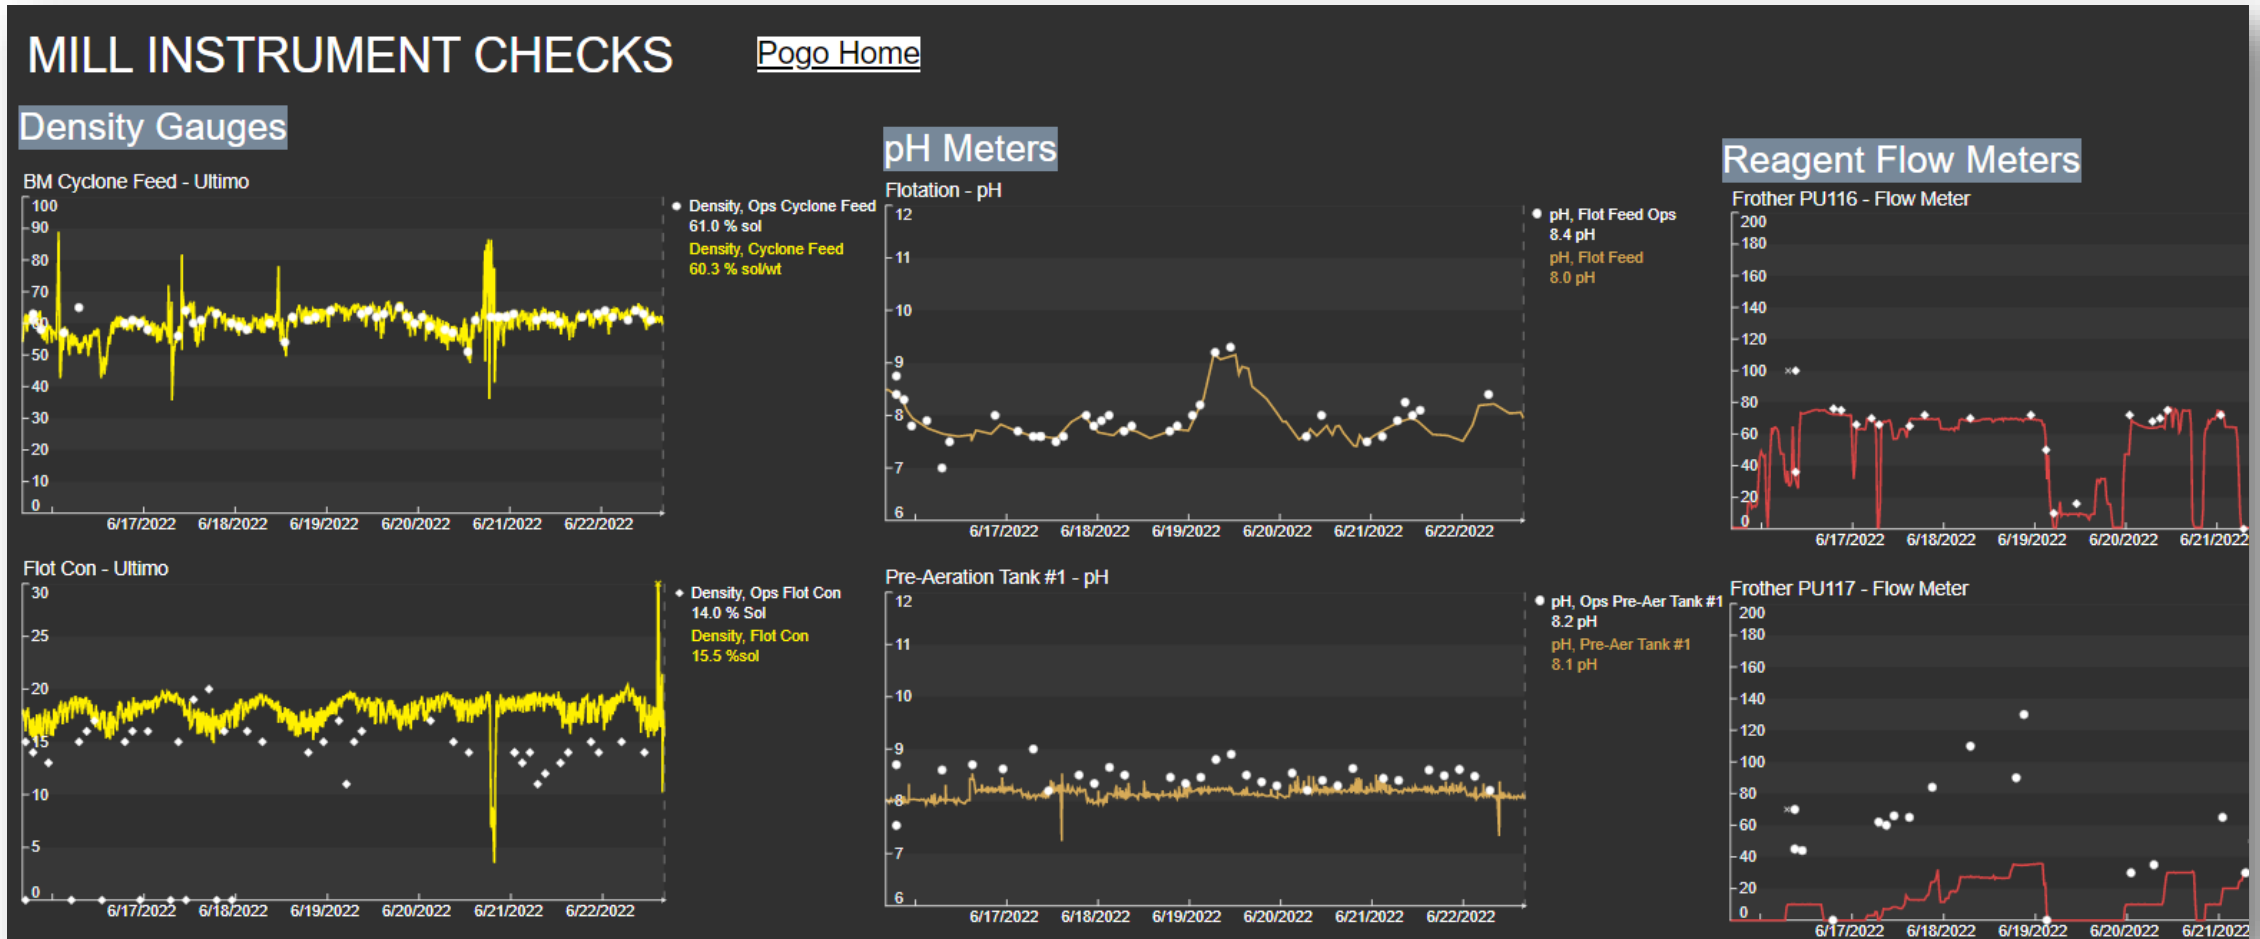 MILL INSTRUMENT CHECKS
Pogo Home
Density Gauges
BM Cyclone Feed - Ultimo
100
90
80
70
60
50
40
30
20
10
0
6/17/2022 6/18/2022 6/19/2022 6/20/2022 6/21/2022 6/22/2022
Density, Ops Cyclone Feed
61.0 % sol
Density, Cyclone Feed
60.3 % sol/wt
Flot Con - Ultimo
30
25
20
15
10
5
0
6/17/2022 6/18/2022 6/19/2022 6/20/2022 6/21/2022 6/22/2022
Density, Ops Flot Con
14.0 % Sol
Density, Flot Con
15.5 %sol
pH Meters
Flotation - pH
12
11
10
9
8
7
6
6/17/2022 6/18/2022 6/19/2022 6/20/2022 6/21/2022 6/22/2022
pH, Flot Feed Ops
8.4 pH
pH, Flot Feed
8.0 pH
Pre-Aeration Tank #1 - pH
12
11
10
9
8
7
6
6/17/2022 6/18/2022 6/19/2022 6/20/2022 6/21/2022 6/22/2022
pH, Ops Pre-Aer Tank #1
8.2 pH
pH, Pre-Aer Tank #1
8.1 pH
Reagent Flow Meters
Frother PU116 - Flow Meter
200
180
160
140
120
100
80
60
40
20
0
6/17/2022 6/18/2022 6/19/2022 6/20/2022 6/21/2022
Frother PU117 - Flow Meter
200
180
160
140
120
100
80
60
40
20
0
6/17/2022 6/18/2022 6/19/2022 6/20/2022 6/21/2022